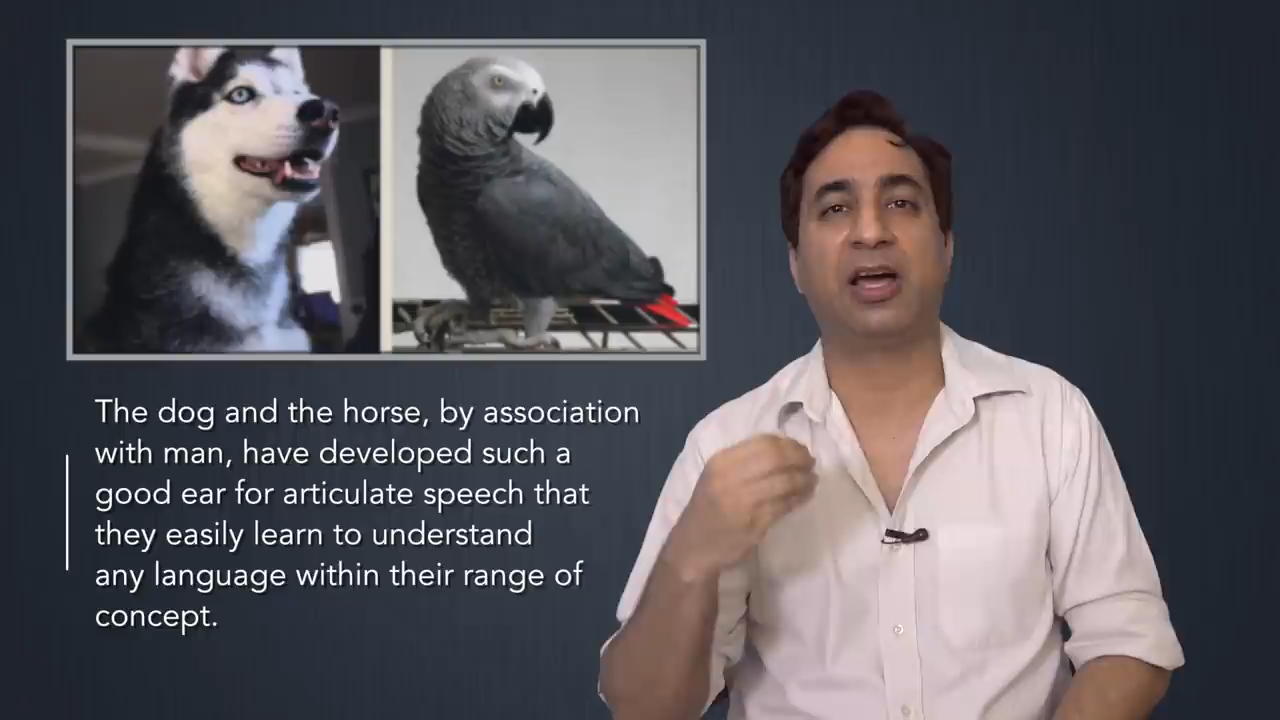 The dog and the horse, by association
with man, have developed such a
good ear for articulate speech that
they easily learn to understand
any language within their range of
concept.